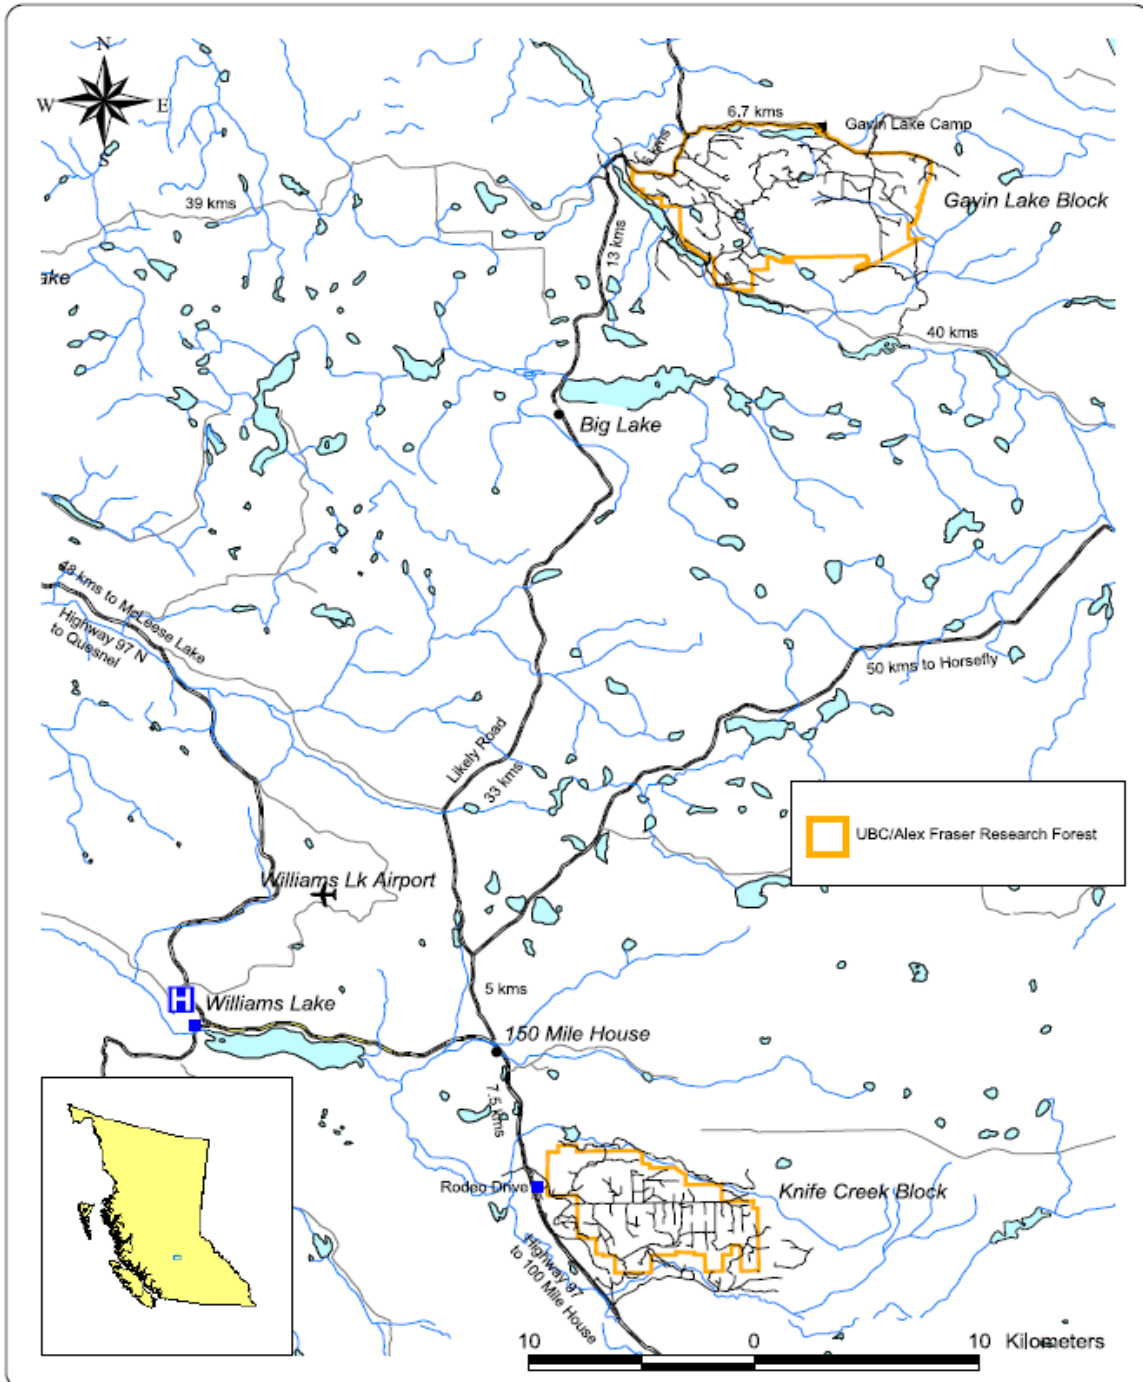 N
W E
6.7 kms
Gavin Lake Camp
kms
Gavin Lake Block
39 kms
13 kms
ake
40 kms
Big Lake
48 kms to McLeese Lake
Highway 97 N
to Quesnel
50 kms to Horsefly
Likely Road
33 kms
UBC/Alex Fraser Research Forest
Williams Lk Airport
H
Williams Lake
5 kms
150 Mile House
7.5 kms
Rodeo Drive
Knife Creek Block
Highway 97
to 100 Mile House
10 0 10 Kilometers